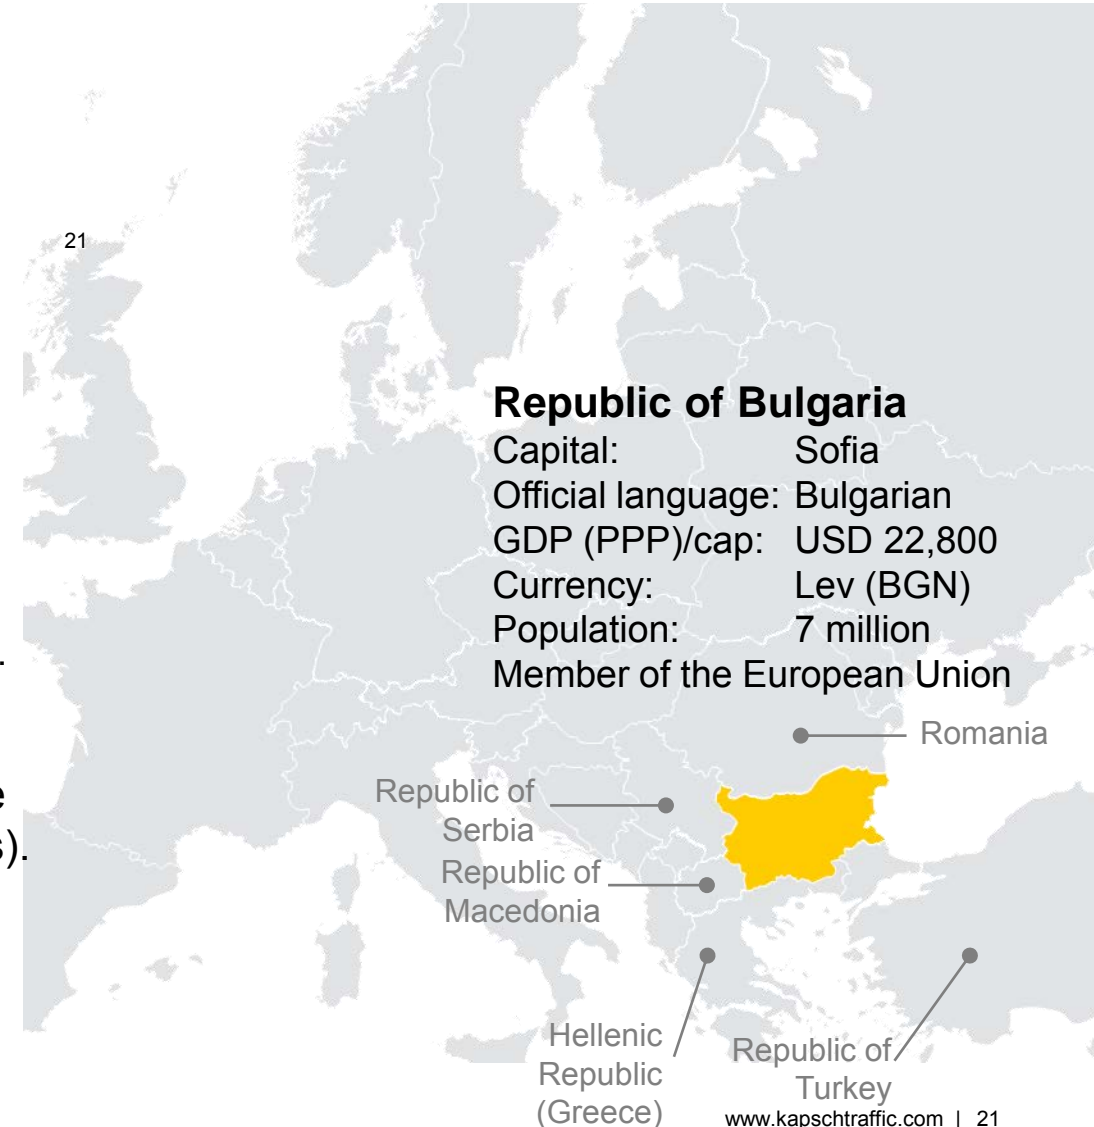 21
Republic of Bulgaria
Capital: Sofia
Official language: Bulgarian
GDP (PPP)/cap: USD 22,800
Currency: Lev (BGN)
Population: 7 million
Member of the European Union
Romania
Republic of
Serbia
Republic of
Macedonia
Hellenic
Republic
(Greece)
Republic of
Turkey
e
s).
www.kapschtraffic.com | 21